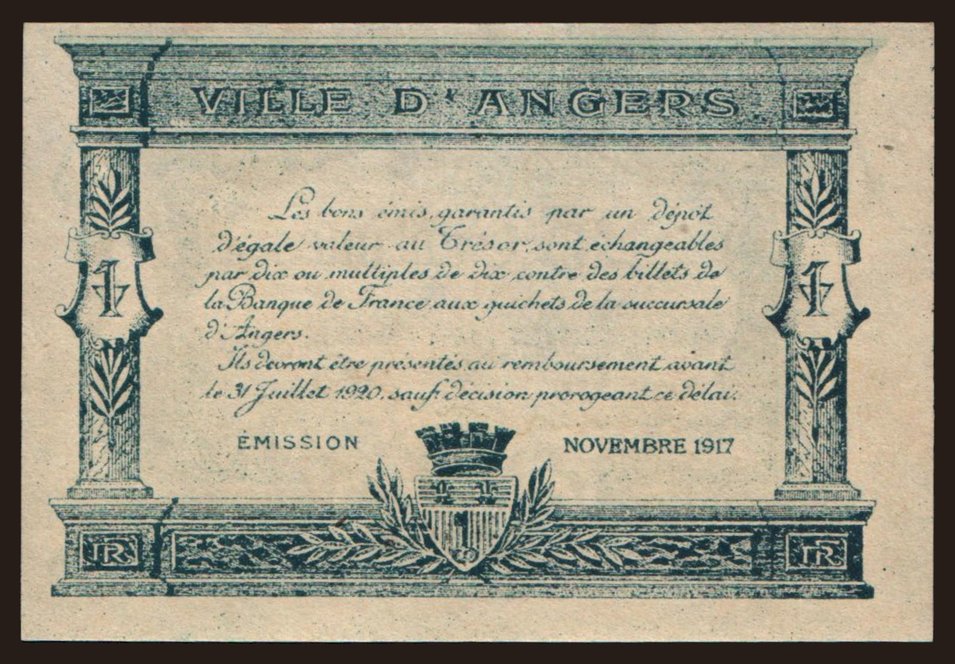 VILLE D'ANGERS
Les bons émis, garantis par un dépôt
d'égale valeur au Trésor, sont échangeables
par dix ou multiples de dix contre des billets de
la Banque de France aux guichets de la succursale
d'Angers.
Ils devront être présentés au remboursement avant
le 31 Juillet 1920, sauf décision prorogeant ce délai.
1F 1F
ÉMISSION NOVEMBRE 1917